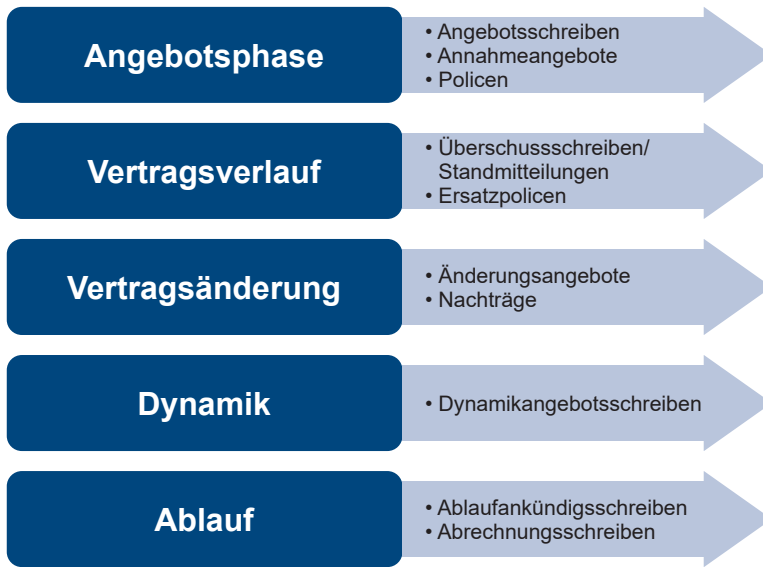 Angebotsphase
• Angebotsschreiben
• Annahmeangebote
• Policen
Vertragsverlauf
• Überschussschreiben/
Standmitteilungen
• Ersatzpolicen
Vertragsänderung
• Änderungsangebote
• Nachträge
Dynamik
• Dynamikangebotsschreiben
Ablauf
• Ablaufankündigsschreiben
• Abrechnungsschreiben